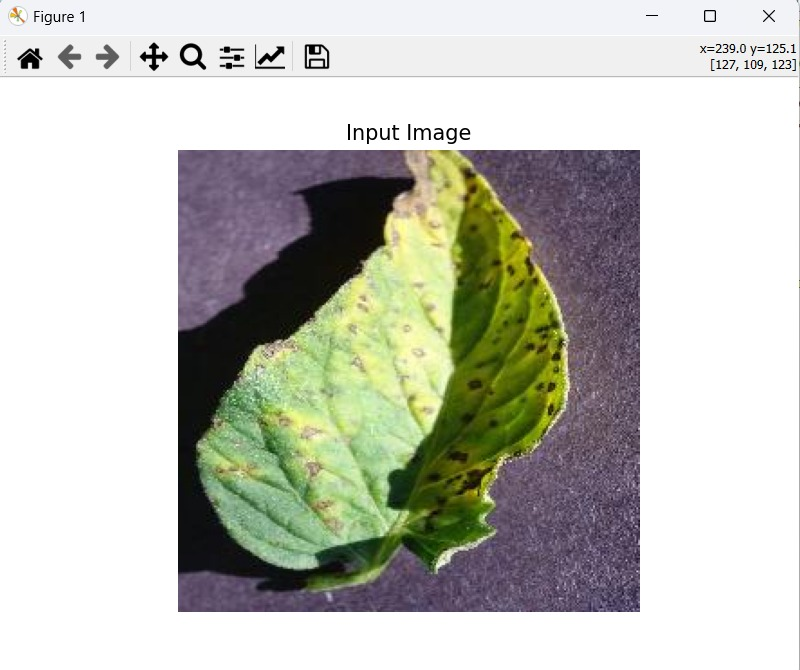 Figure 1
x=239.0 y=125.1
[127, 109, 123]
Input Image